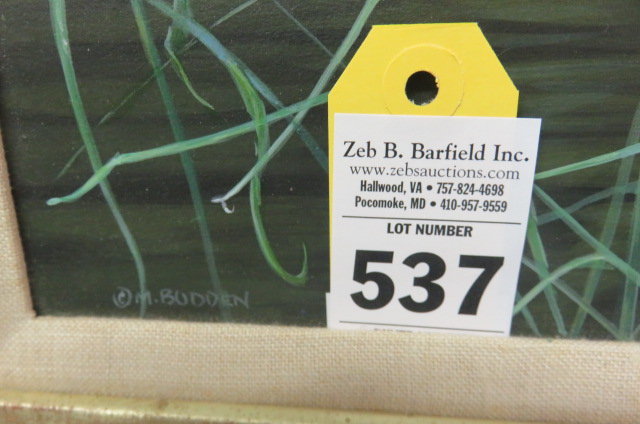 Zeb B. Barfield Inc.
www.zebsauctions.com
Hallwood, VA • 757-824-4698
Pocomoke, MD • 410-957-9559
LOT NUMBER
537
©M. BUDDEN